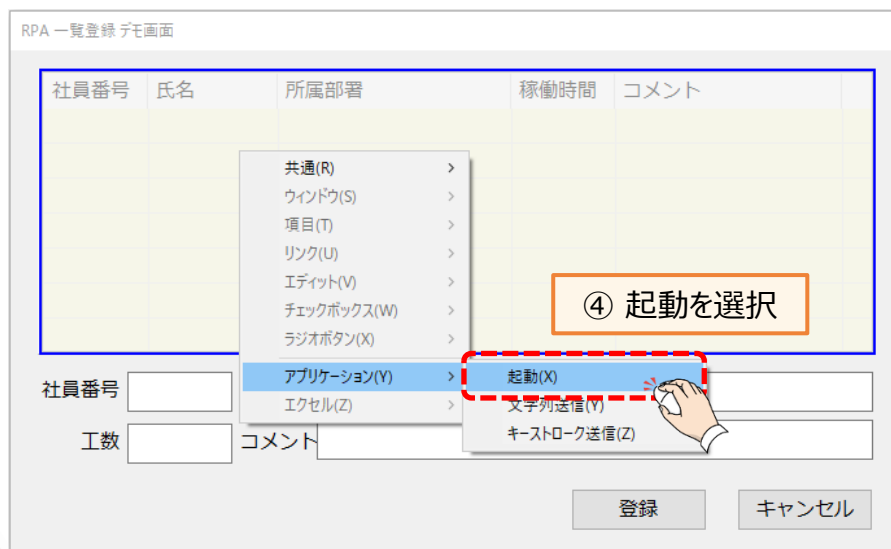 RPA 一覧登録 デモ画面
社員番号 氏名 所属部署 稼働時間 コメント
共通(R)
ウィンドウ(S)
項目(T)
リンク(U)
エディット(V)
チェックボックス(W)
ラジオボタン(X)
④ 起動を選択
アプリケーション(Y) 起動(X)
エクセル(Z) 文字列送信(Y)
キーストローク送信(Z)
社員番号
工数 コメント
登録 キャンセル